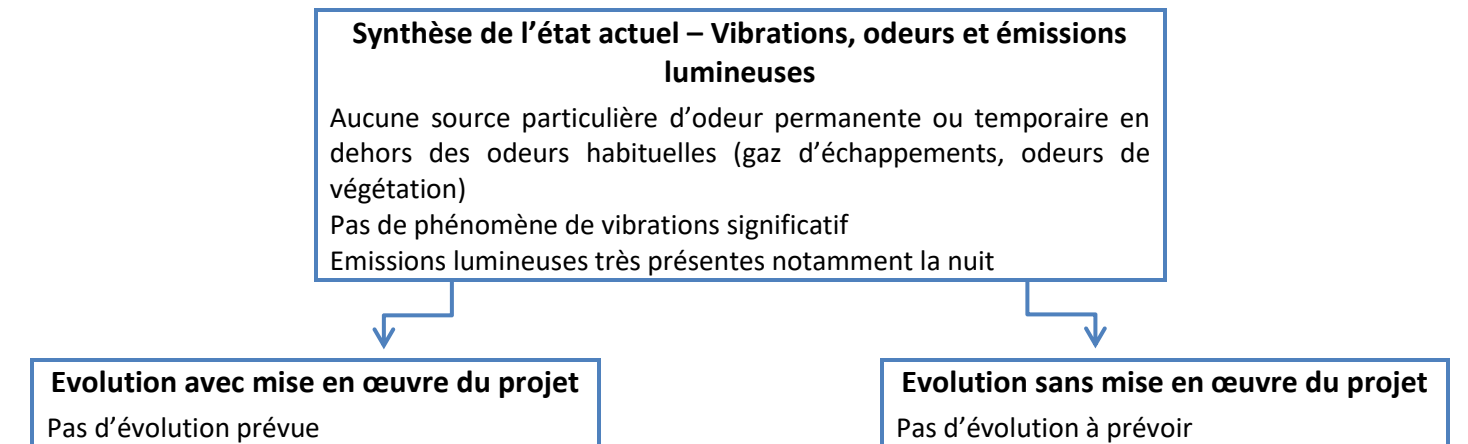 Synthèse de l’état actuel – Vibrations, odeurs et émissions
lumineuses
Aucune source particulière d’odeur permanente ou temporaire en
dehors des odeurs habituelles (gaz d’échappements, odeurs de
végétation)
Pas de phénomène de vibrations significatif
Emissions lumineuses très présentes notamment la nuit
Evolution avec mise en œuvre du projet
Pas d’évolution prévue
Evolution sans mise en œuvre du projet
Pas d’évolution à prévoir